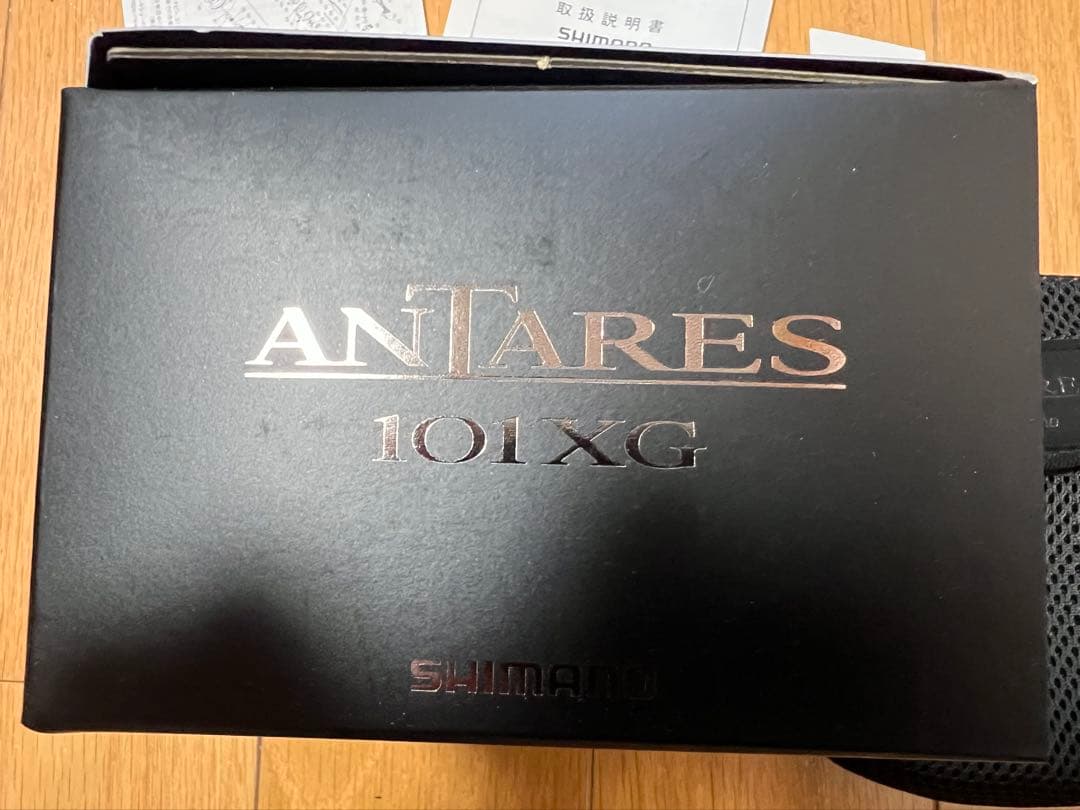 取扱説明書
SHIMANO
ANTARES
101XG
SHIMANO